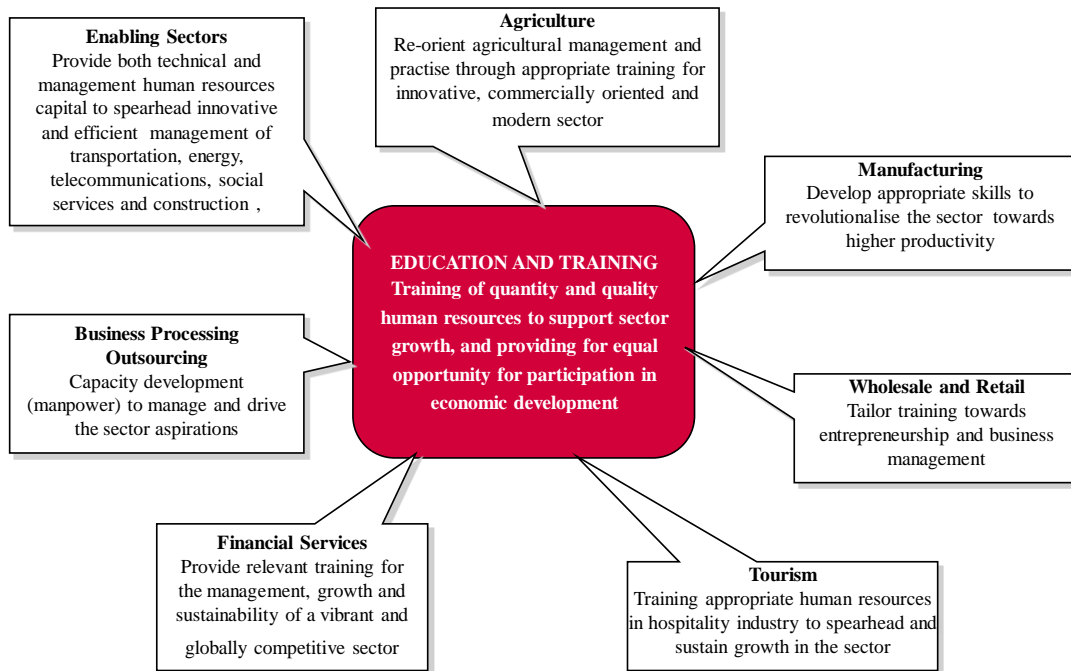 Enabling Sectors
Provide both technical and
management human resources
capital to spearhead innovative
and efficient management of
transportation, energy,
telecommunications, social
services and construction ,
Agriculture
Re-orient agricultural management and
practise through appropriate training for
innovative, commercially oriented and
modern sector
Manufacturing
Develop appropriate skills to
revolutionalise the sector towards
higher productivity
EDUCATION AND TRAINING
Training of quantity and quality
human resources to support sector
growth, and providing for equal
opportunity for participation in
economic development
Business Processing
Outsourcing
Capacity development
(manpower) to manage and drive
the sector aspirations
Wholesale and Retail
Tailor training towards
entrepreneurship and business
management
Financial Services
Provide relevant training for
the management, growth and
sustainability of a vibrant and
globally competitive sector
Tourism
Training appropriate human resources
in hospitality industry to spearhead and
sustain growth in the sector